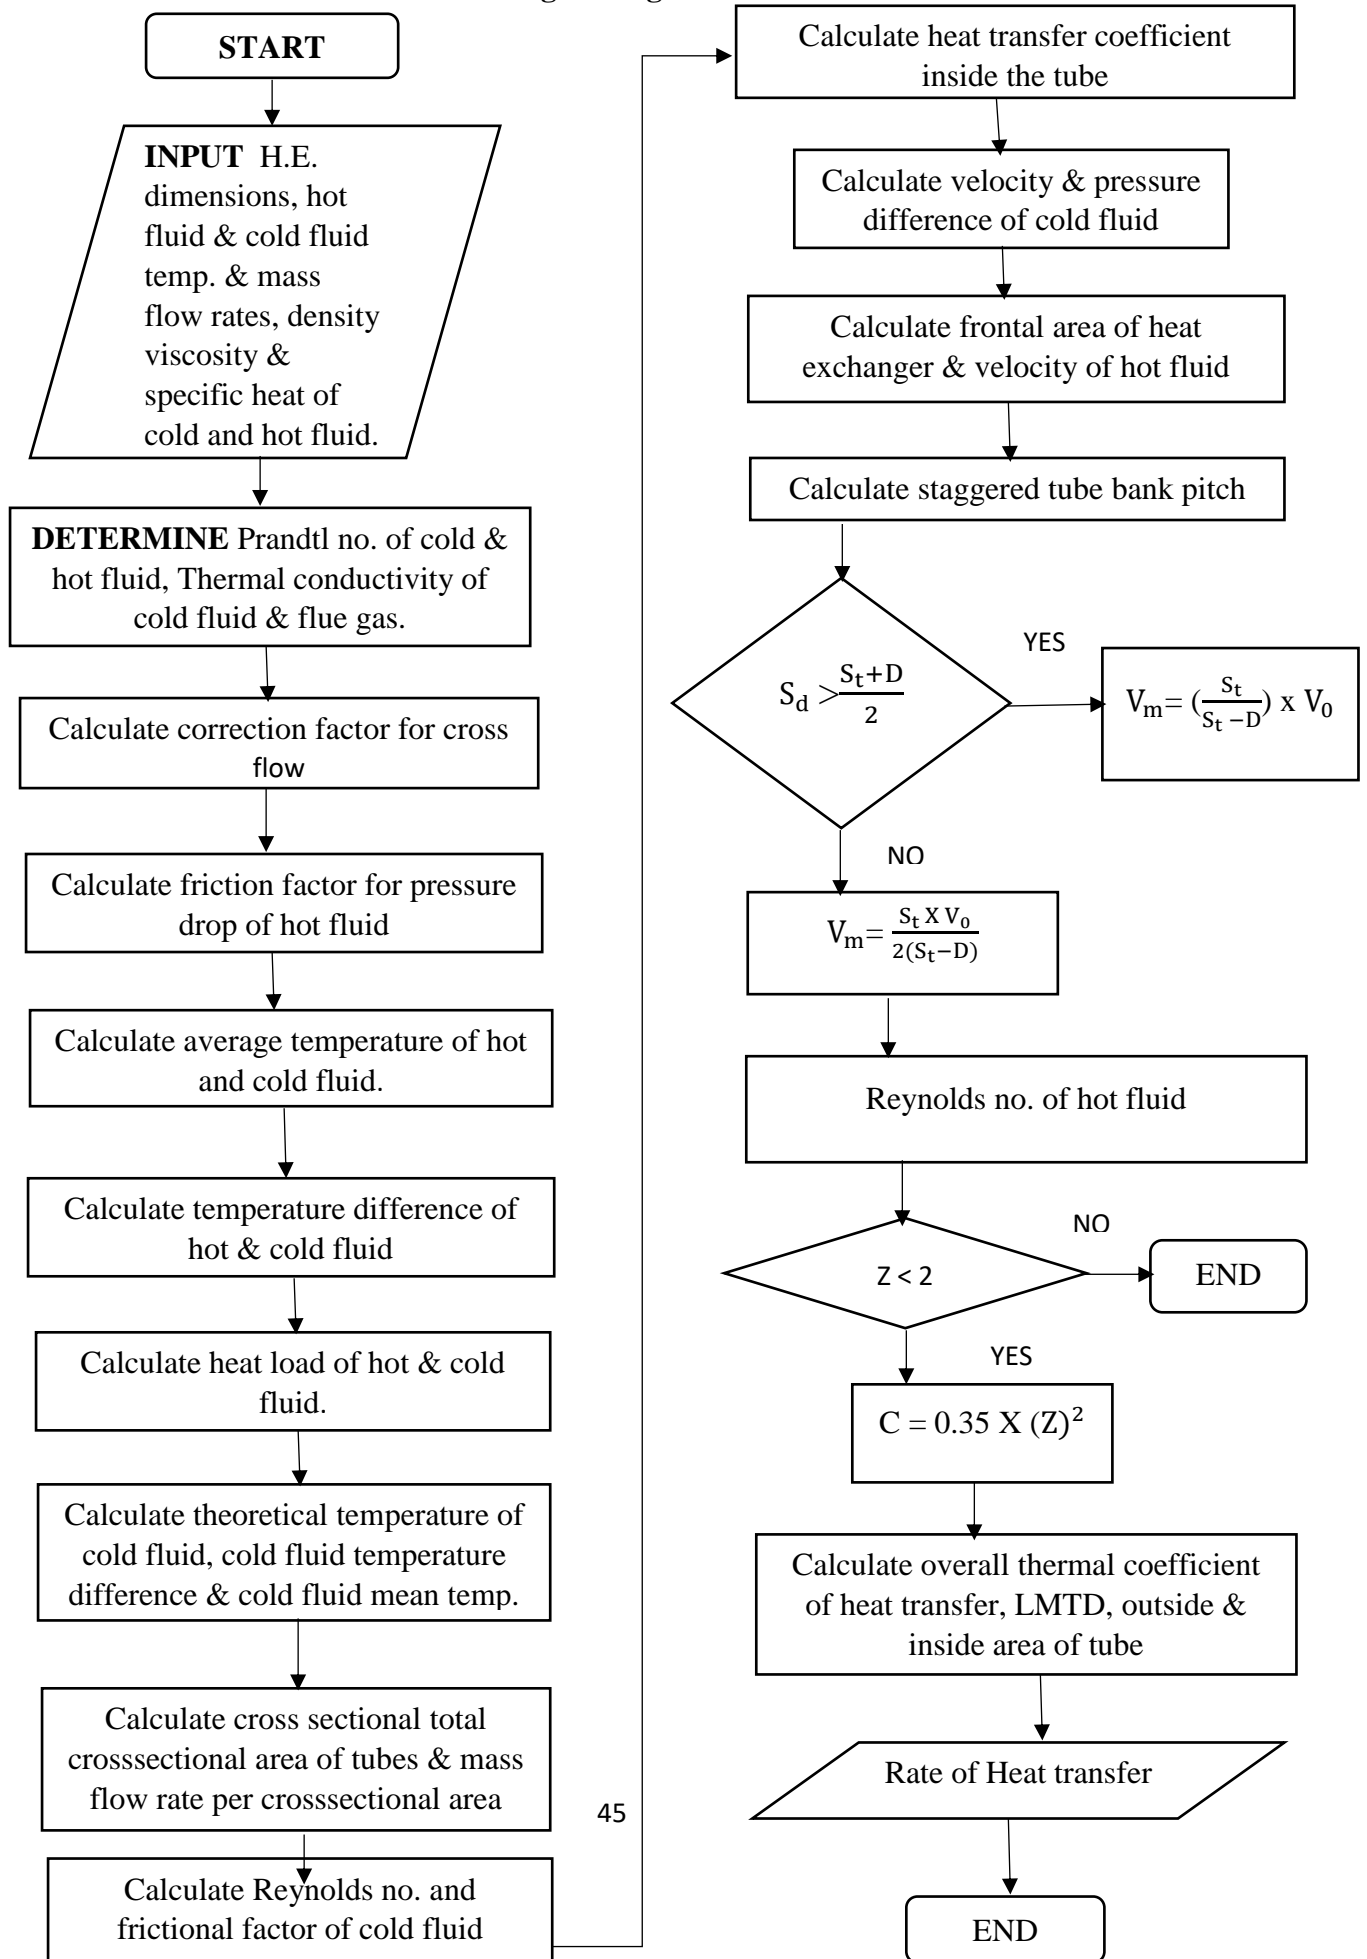 START
INPUT H.E.
dimensions, hot
fluid & cold fluid
temp. & mass
flow rates, density
viscosity &
specific heat of
cold and hot fluid.
DETERMINE Prandtl no. of cold &
hot fluid, Thermal conductivity of
cold fluid & flue gas.
Calculate correction factor for cross
flow
Calculate friction factor for pressure
drop of hot fluid
Calculate average temperature of hot
and cold fluid.
Calculate temperature difference of
hot & cold fluid
Calculate heat load of hot & cold
fluid.
Calculate theoretical temperature of
cold fluid, cold fluid temperature
difference & cold fluid mean temp.
Calculate cross sectional total
crosssectional area of tubes & mass
flow rate per crosssectional area
45
Calculate Reynolds no. and
frictional factor of cold fluid
Calculate heat transfer coefficient
inside the tube
Calculate velocity & pressure
difference of cold fluid
Calculate frontal area of heat
exchanger & velocity of hot fluid
Calculate staggered tube bank pitch
S_d > (S_t+D)/2
YES
V_m= (S_t/(S_t−D)) x V_0
NO
V_m= (S_t X V_0)/(2(S_t−D))
Reynolds no. of hot fluid
Z < 2
NO
END
YES
C = 0.35 X (Z)²
Calculate overall thermal coefficient
of heat transfer, LMTD, outside &
inside area of tube
Rate of Heat transfer
END